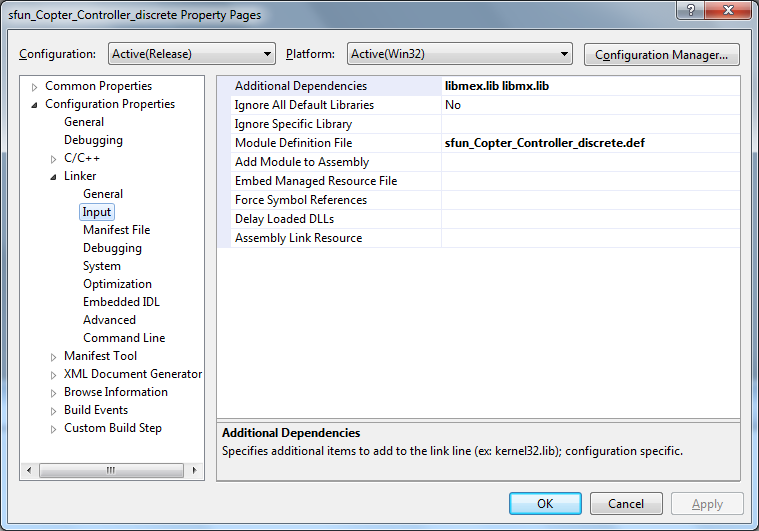 sfun_Copter_Controller_discrete Property Pages
Configuration: Active(Release) Platform: Active(Win32) Configuration Manager...
Common Properties
Configuration Properties
General
Debugging
C/C++
Linker
General
Input
Manifest File
Debugging
System
Optimization
Embedded IDL
Advanced
Command Line
Manifest Tool
XML Document Generator
Browse Information
Build Events
Custom Build Step
Additional Dependencies libmex.lib libmx.lib
Ignore All Default Libraries No
Ignore Specific Library
Module Definition File sfun_Copter_Controller_discrete.def
Add Module to Assembly
Embed Managed Resource File
Force Symbol References
Delay Loaded DLLs
Assembly Link Resource
Additional Dependencies
Specifies additional items to add to the link line (ex: kernel32.lib); configuration specific.
OK Cancel Apply